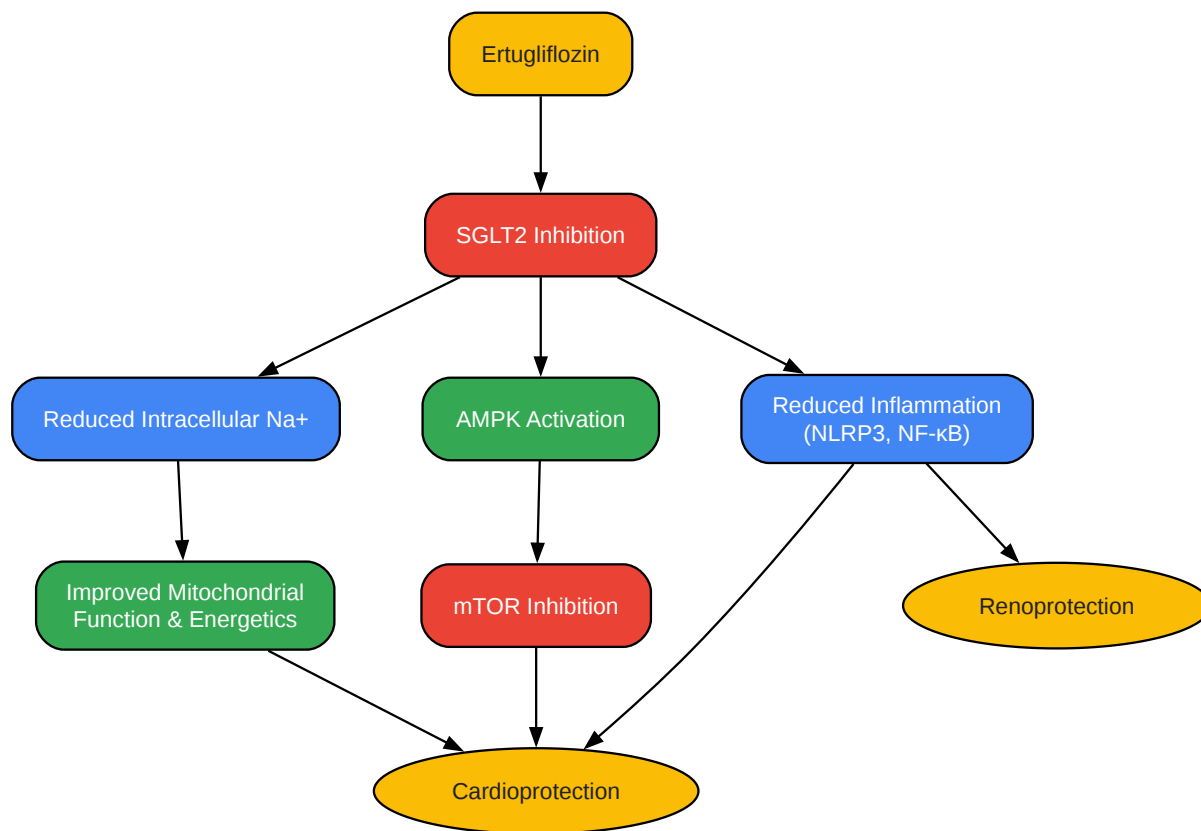 Ertugliflozin
SGLT2 Inhibition
Reduced Intracellular Na+
AMPK Activation
Reduced Inflammation
(NLRP3, NF-κB)
Improved Mitochondrial
Function & Energetics
mTOR Inhibition
Renoprotection
Cardioprotection